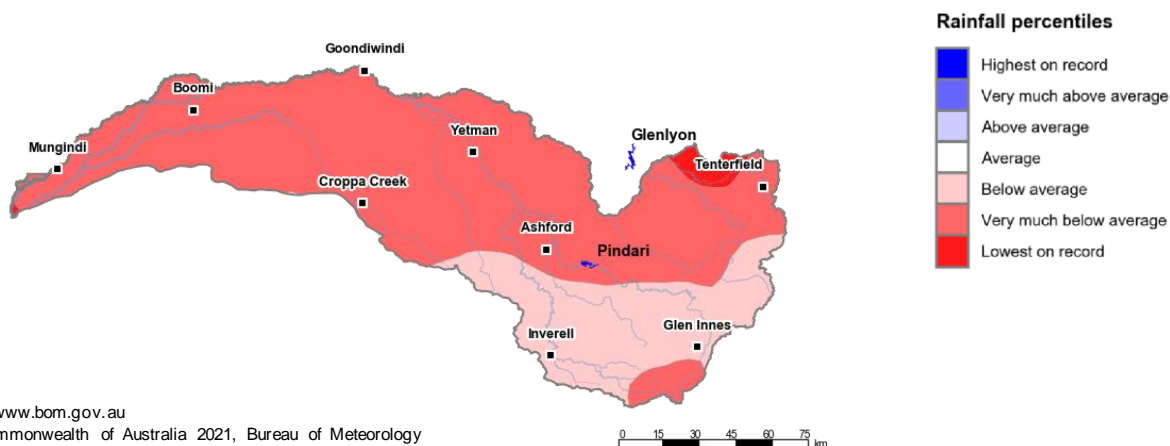 Goondiwindi
Boomi
Mungindi
Yetman
Glenlyon
Tenterfield
Croppa Creek
Ashford
Pindari
Inverell
Glen Innes
Rainfall percentiles
Highest on record
Very much above average
Above average
Average
Below average
Very much below average
Lowest on record
www.bom.gov.au
mmonwealth of Australia 2021, Bureau of Meteorology
0 15 30 45 60 75
km